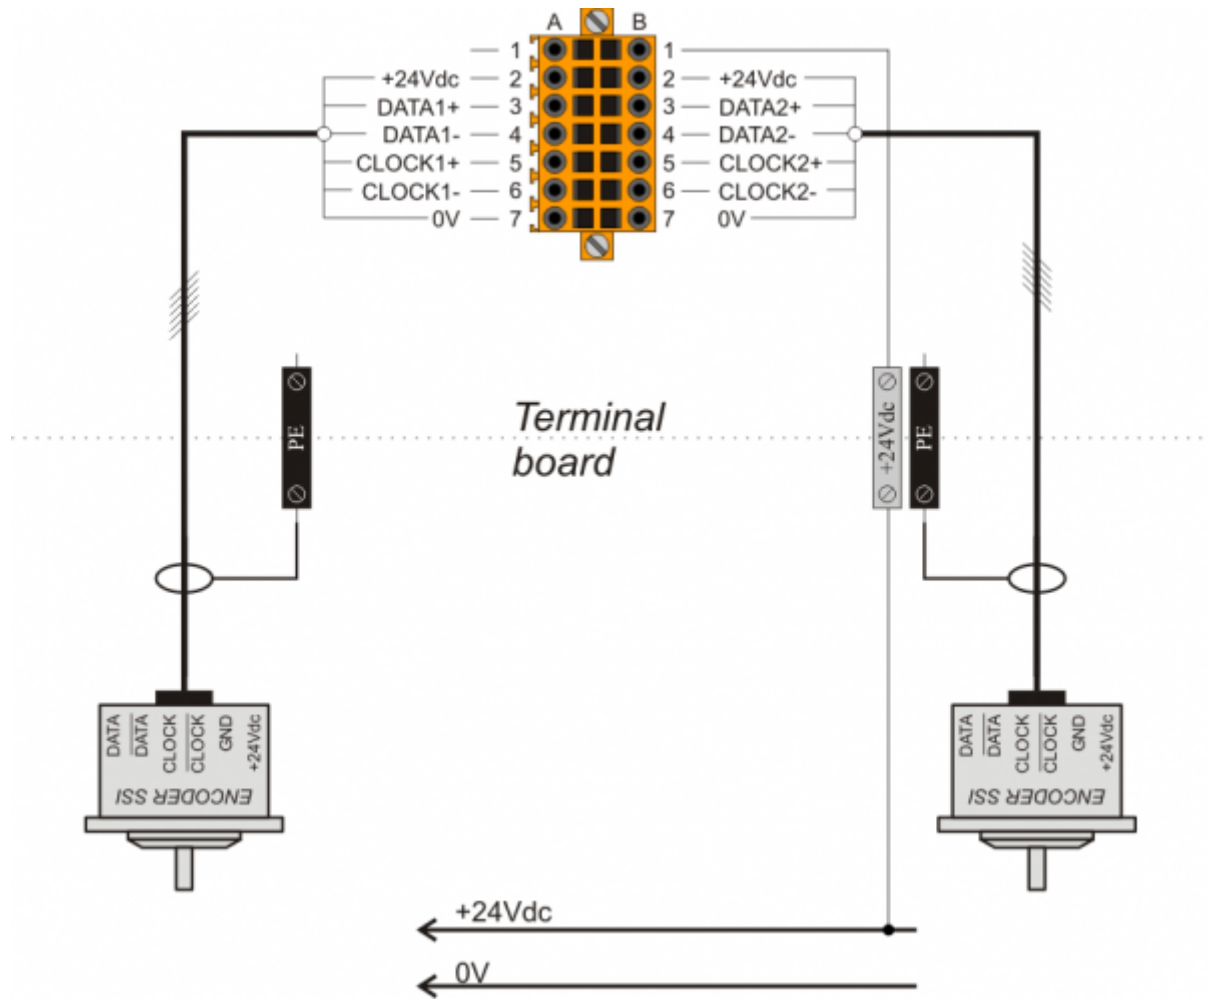 A B
1 1
+24Vdc 2 2 +24Vdc
DATA1+ 3 3 DATA2+
DATA1- 4 4 DATA2-
CLOCK1+ 5 5 CLOCK2+
CLOCK1- 6 6 CLOCK2-
0V 7 7 0V
PE
Terminal
board
+24Vdc
PE
DATA
DATA
CLOCK
CLOCK
GND
+24Vdc
ENCODER SSI
DATA
DATA
CLOCK
CLOCK
GND
+24Vdc
ENCODER SSI
+24Vdc
0V